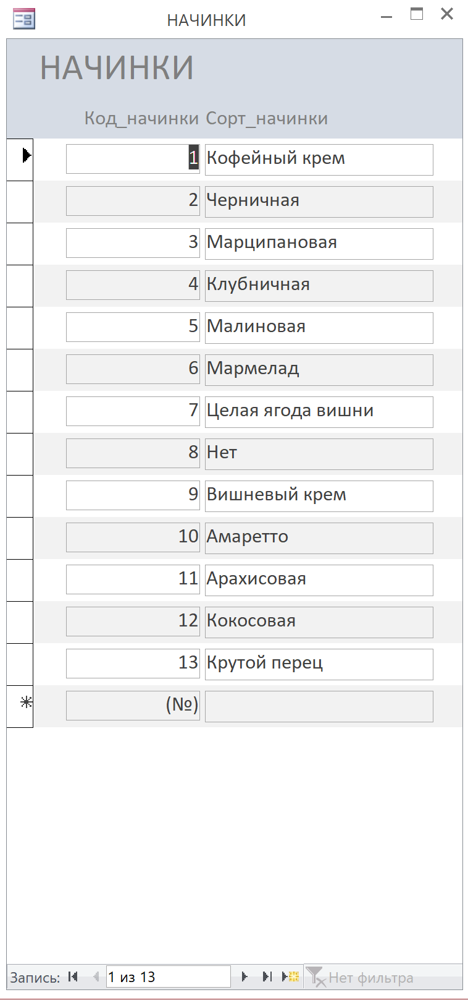 НАЧИНКИ
НАЧИНКИ
Код_начинки Сорт_начинки
1 Кофейный крем
2 Черничная
3 Марципановая
4 Клубничная
5 Малиновая
6 Мармелад
7 Целая ягода вишни
8 Нет
9 Вишневый крем
10 Амаретто
11 Арахисовая
12 Кокосовая
13 Крутой перец
(№)
Запись: 1 из 13 Нет фильтра